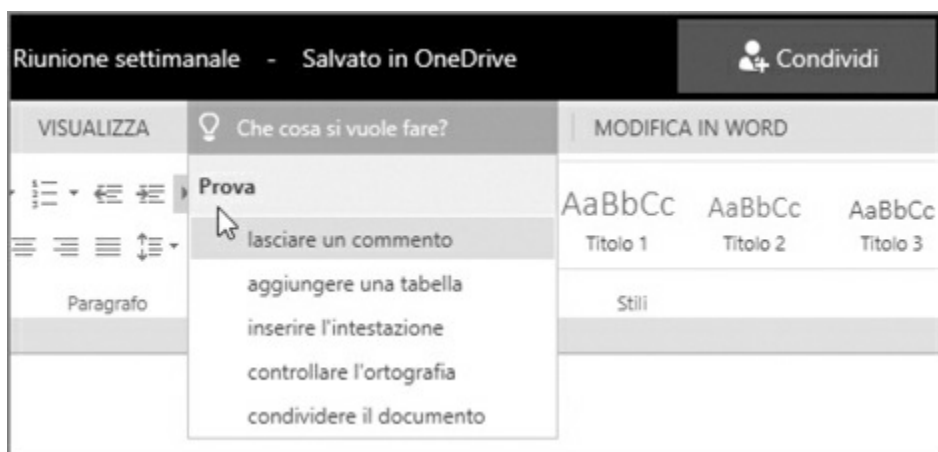 Riunione settimanale - Salvato in OneDrive Condividi
VISUALIZZA Che cosa si vuole fare? MODIFICA IN WORD
Prova
lasciare un commento
aggiungere una tabella
inserire l'intestazione
controllare l'ortografia
condividere il documento
Paragrafo
AaBbCc AaBbCc AaBbCc
Titolo 1 Titolo 2 Titolo 3
Stili